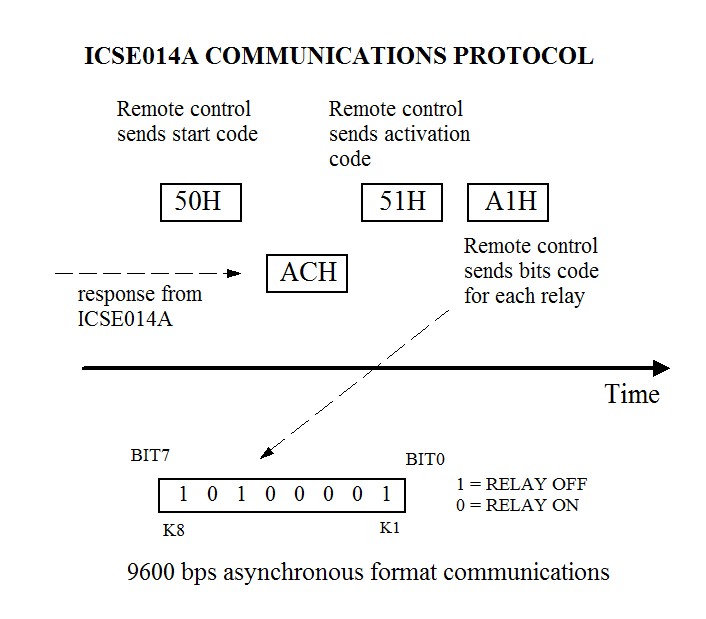 ICSE014A COMMUNICATIONS PROTOCOL
Remote control
sends start code
Remote control
sends activation
code
50H
51H
A1H
ACH
response from
ICSE014A
Remote control
sends bits code
for each relay
Time
BIT7
BIT0
1 0 1 0 0 0 0 1
1 = RELAY OFF
0 = RELAY ON
K8
K1
9600 bps asynchronous format communications